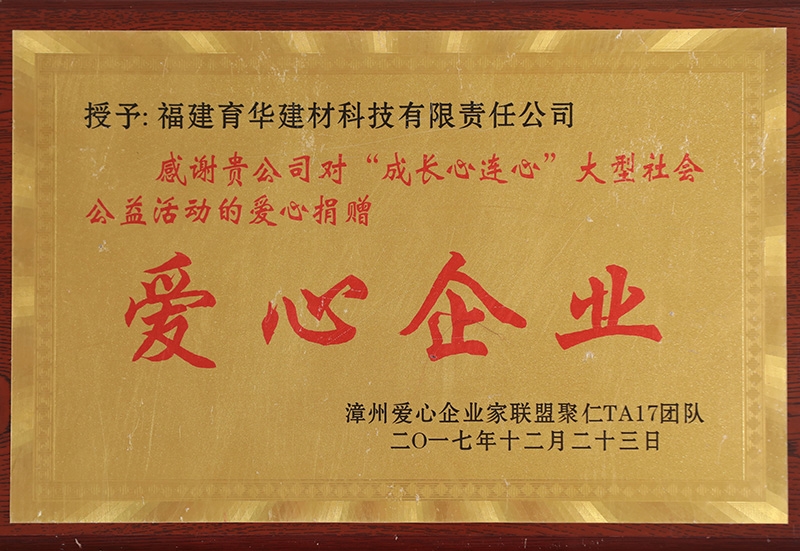 授予:福建育华建材科技有限责任公司
感谢贵公司对“成长心连心”大型社会
公益活动的爱心捐赠
爱心企业
漳州爱心企业家联盟聚仁TA17团队
二O一七年十二月二十三日